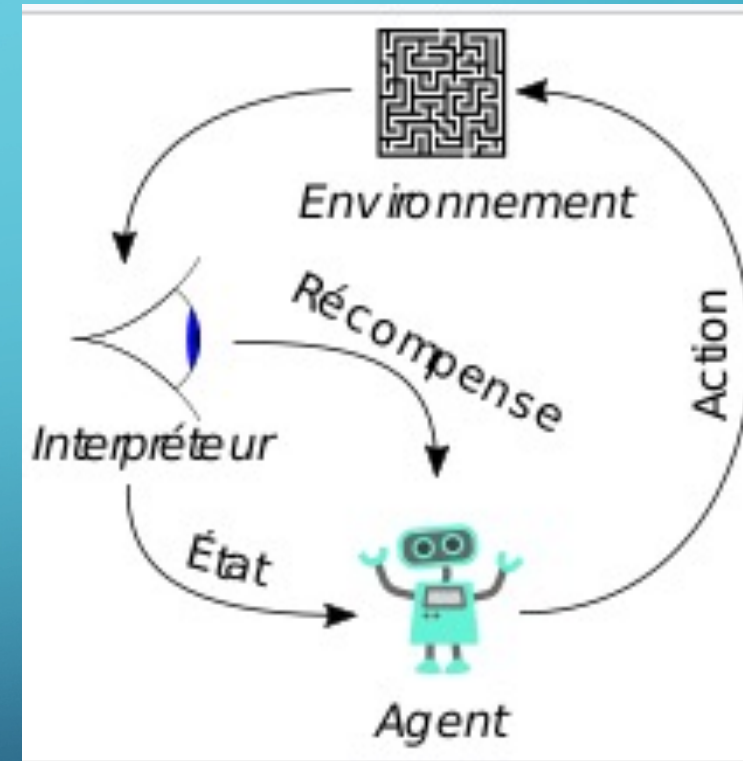 Environnement
Récompense
Action
Interpréteur
État
Agent